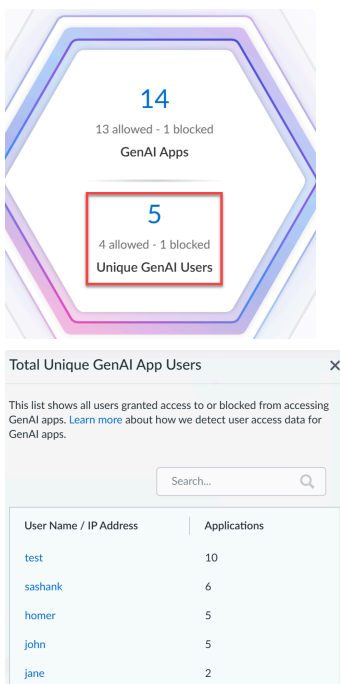 14
13 allowed - 1 blocked
GenAI Apps
5
4 allowed - 1 blocked
Unique GenAI Users
Total Unique GenAI App Users
This list shows all users granted access to or blocked from accessing
GenAI apps. Learn more about how we detect user access data for
GenAI apps.
Search...
User Name / IP Address Applications
test 10
sashank 6
homer 5
john 5
jane 2